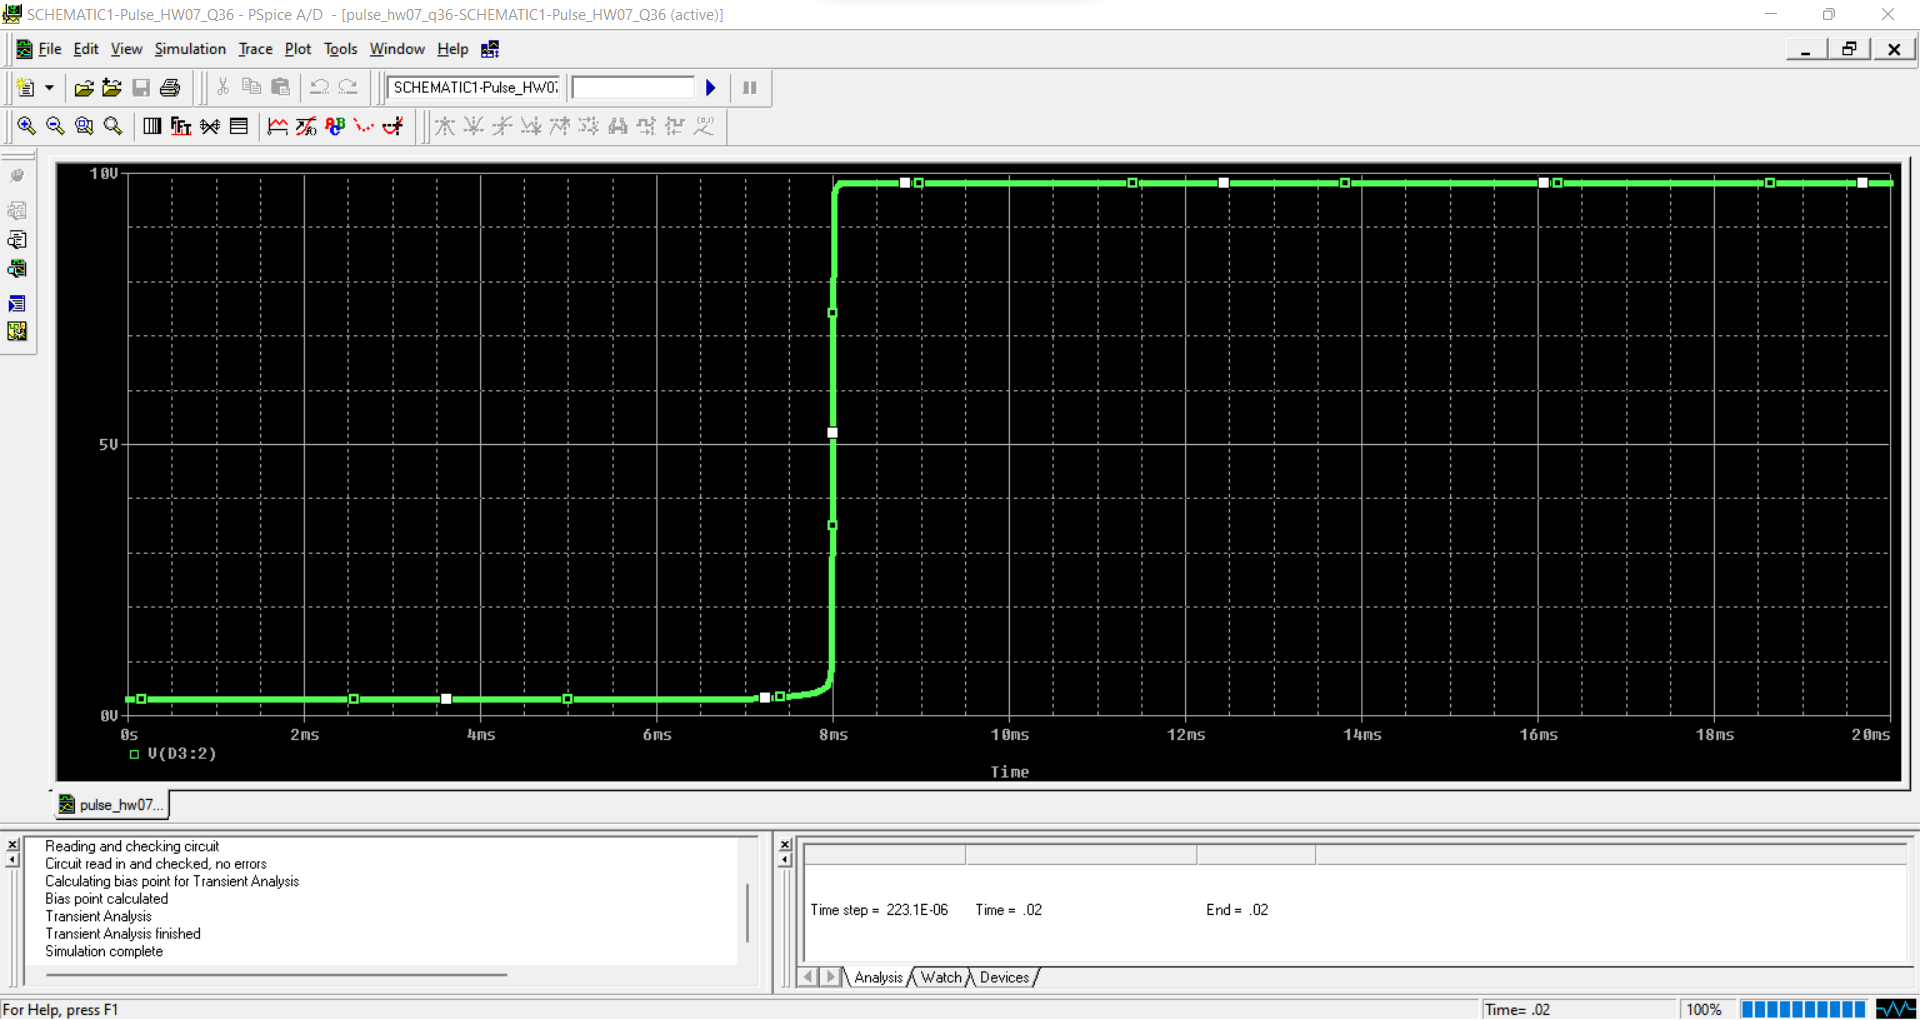 SCHEMATIC1-Pulse_HW07_Q36 - PSpice A/D - [pulse_hw07_q36-SCHEMATIC1-Pulse_HW07_Q36 (active)]
File Edit View Simulation Trace Plot Tools Window Help
SCHEMATIC1-Pulse_HW07
10V
5V
0V
0s 2ms 4ms 6ms 8ms 10ms 12ms 14ms 16ms 18ms 20ms
V(D3:2)
Time
pulse_hw07...
Reading and checking circuit
Circuit read in and checked, no errors
Calculating bias point for Transient Analysis
Bias point calculated
Transient Analysis
Transient Analysis finished
Simulation complete
Time step = 223.1E-06 Time = .02 End = .02
Analysis Watch Devices
For Help, press F1 Time= .02 100%